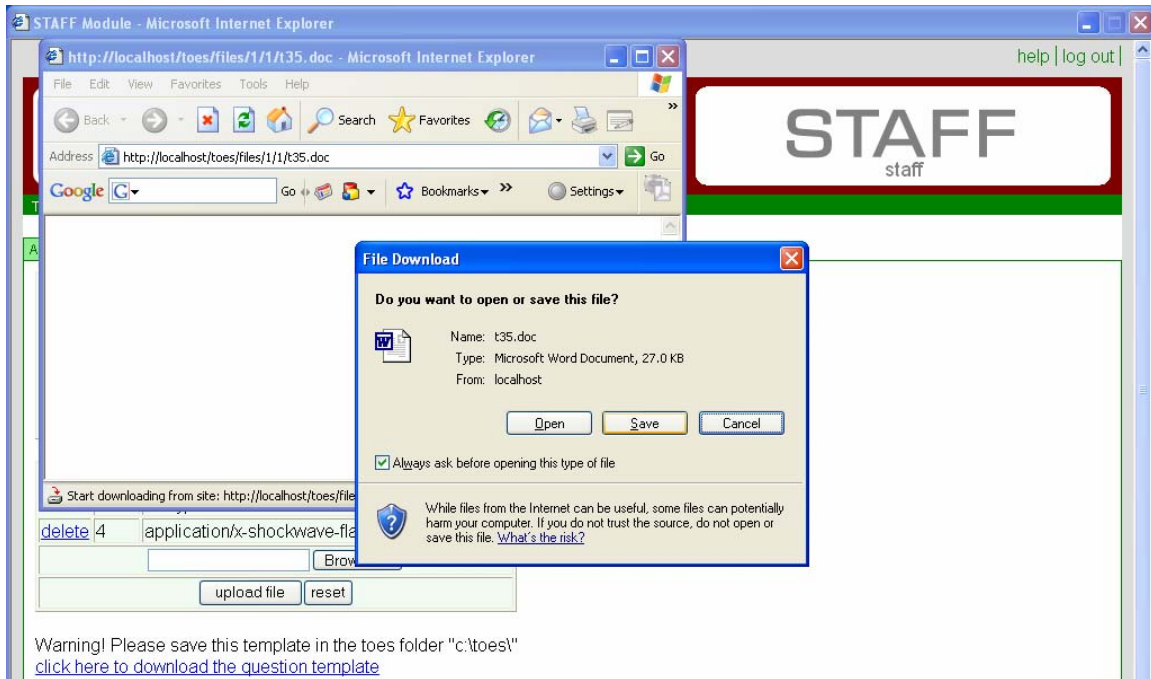 STAFF Module - Microsoft Internet Explorer
help | log out |
http://localhost/toes/files/1/1/t35.doc - Microsoft Internet Explorer
File Edit View Favorites Tools Help
Back Search Favorites »
Address http://localhost/toes/files/1/1/t35.doc Go
Google G Go Bookmarks » Settings
STAFF
staff
T
A
File Download
Do you want to open or save this file?
Name: t35.doc
Type: Microsoft Word Document, 27.0 KB
From: localhost
Open Save Cancel
Always ask before opening this type of file
Start downloading from site: http://localhost/toes/file
While files from the Internet can be useful, some files can potentially
harm your computer. If you do not trust the source, do not open or
save this file. What's the risk?
delete 4 application/x-shockwave-fla
Brow
upload file reset
Warning! Please save this template in the toes folder "c:\toes\"
click here to download the question template